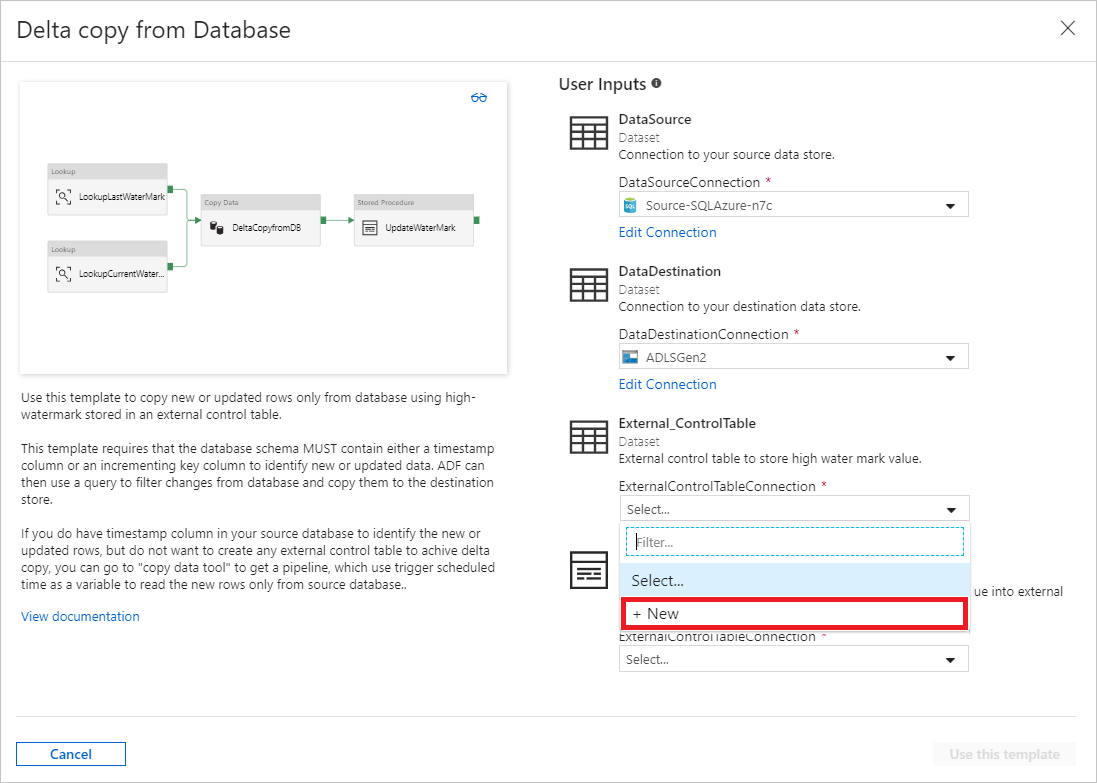 Delta copy from Database
Lookup
LookupLastWaterMark
Lookup
LookupCurrentWater...
Copy Data
DeltaCopyfromDB
Stored Procedure
UpdateWaterMark
Use this template to copy new or updated rows only from database using high-
watermark stored in an external control table.
This template requires that the database schema MUST contain either a timestamp
column or an incrementing key column to identify new or updated data. ADF can
then use a query to filter changes from database and copy them to the destination
store.
If you do have timestamp column in your source database to identify the new or
updated rows, but do not want to create any external control table to achive delta
copy, you can go to "copy data tool" to get a pipeline, which use trigger scheduled
time as a variable to read the new rows only from source database..
View documentation
User Inputs
DataSource
Dataset
Connection to your source data store.
DataSourceConnection *
SQL Source-SQLAzure-n7c
Edit Connection
DataDestination
Dataset
Connection to your destination data store.
DataDestinationConnection *
ADLSGen2
Edit Connection
External_ControlTable
Dataset
External control table to store high water mark value.
ExternalControlTableConnection *
Select...
Filter...
Select...
+ New
ue into external
ExternalControlTableConnection *
Select...
Cancel
Use this template